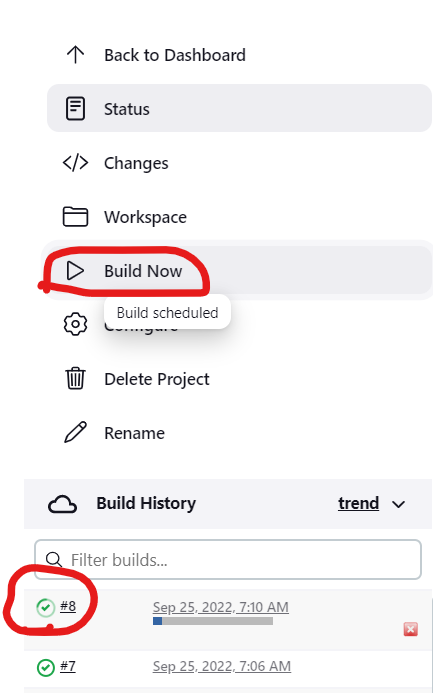 Back to Dashboard
Status
Changes
Workspace
Build Now
Build scheduled
Configure
Delete Project
Rename
Build History
trend
Filter builds...
#8
Sep 25, 2022, 7:10 AM
#7
Sep 25, 2022, 7:06 AM